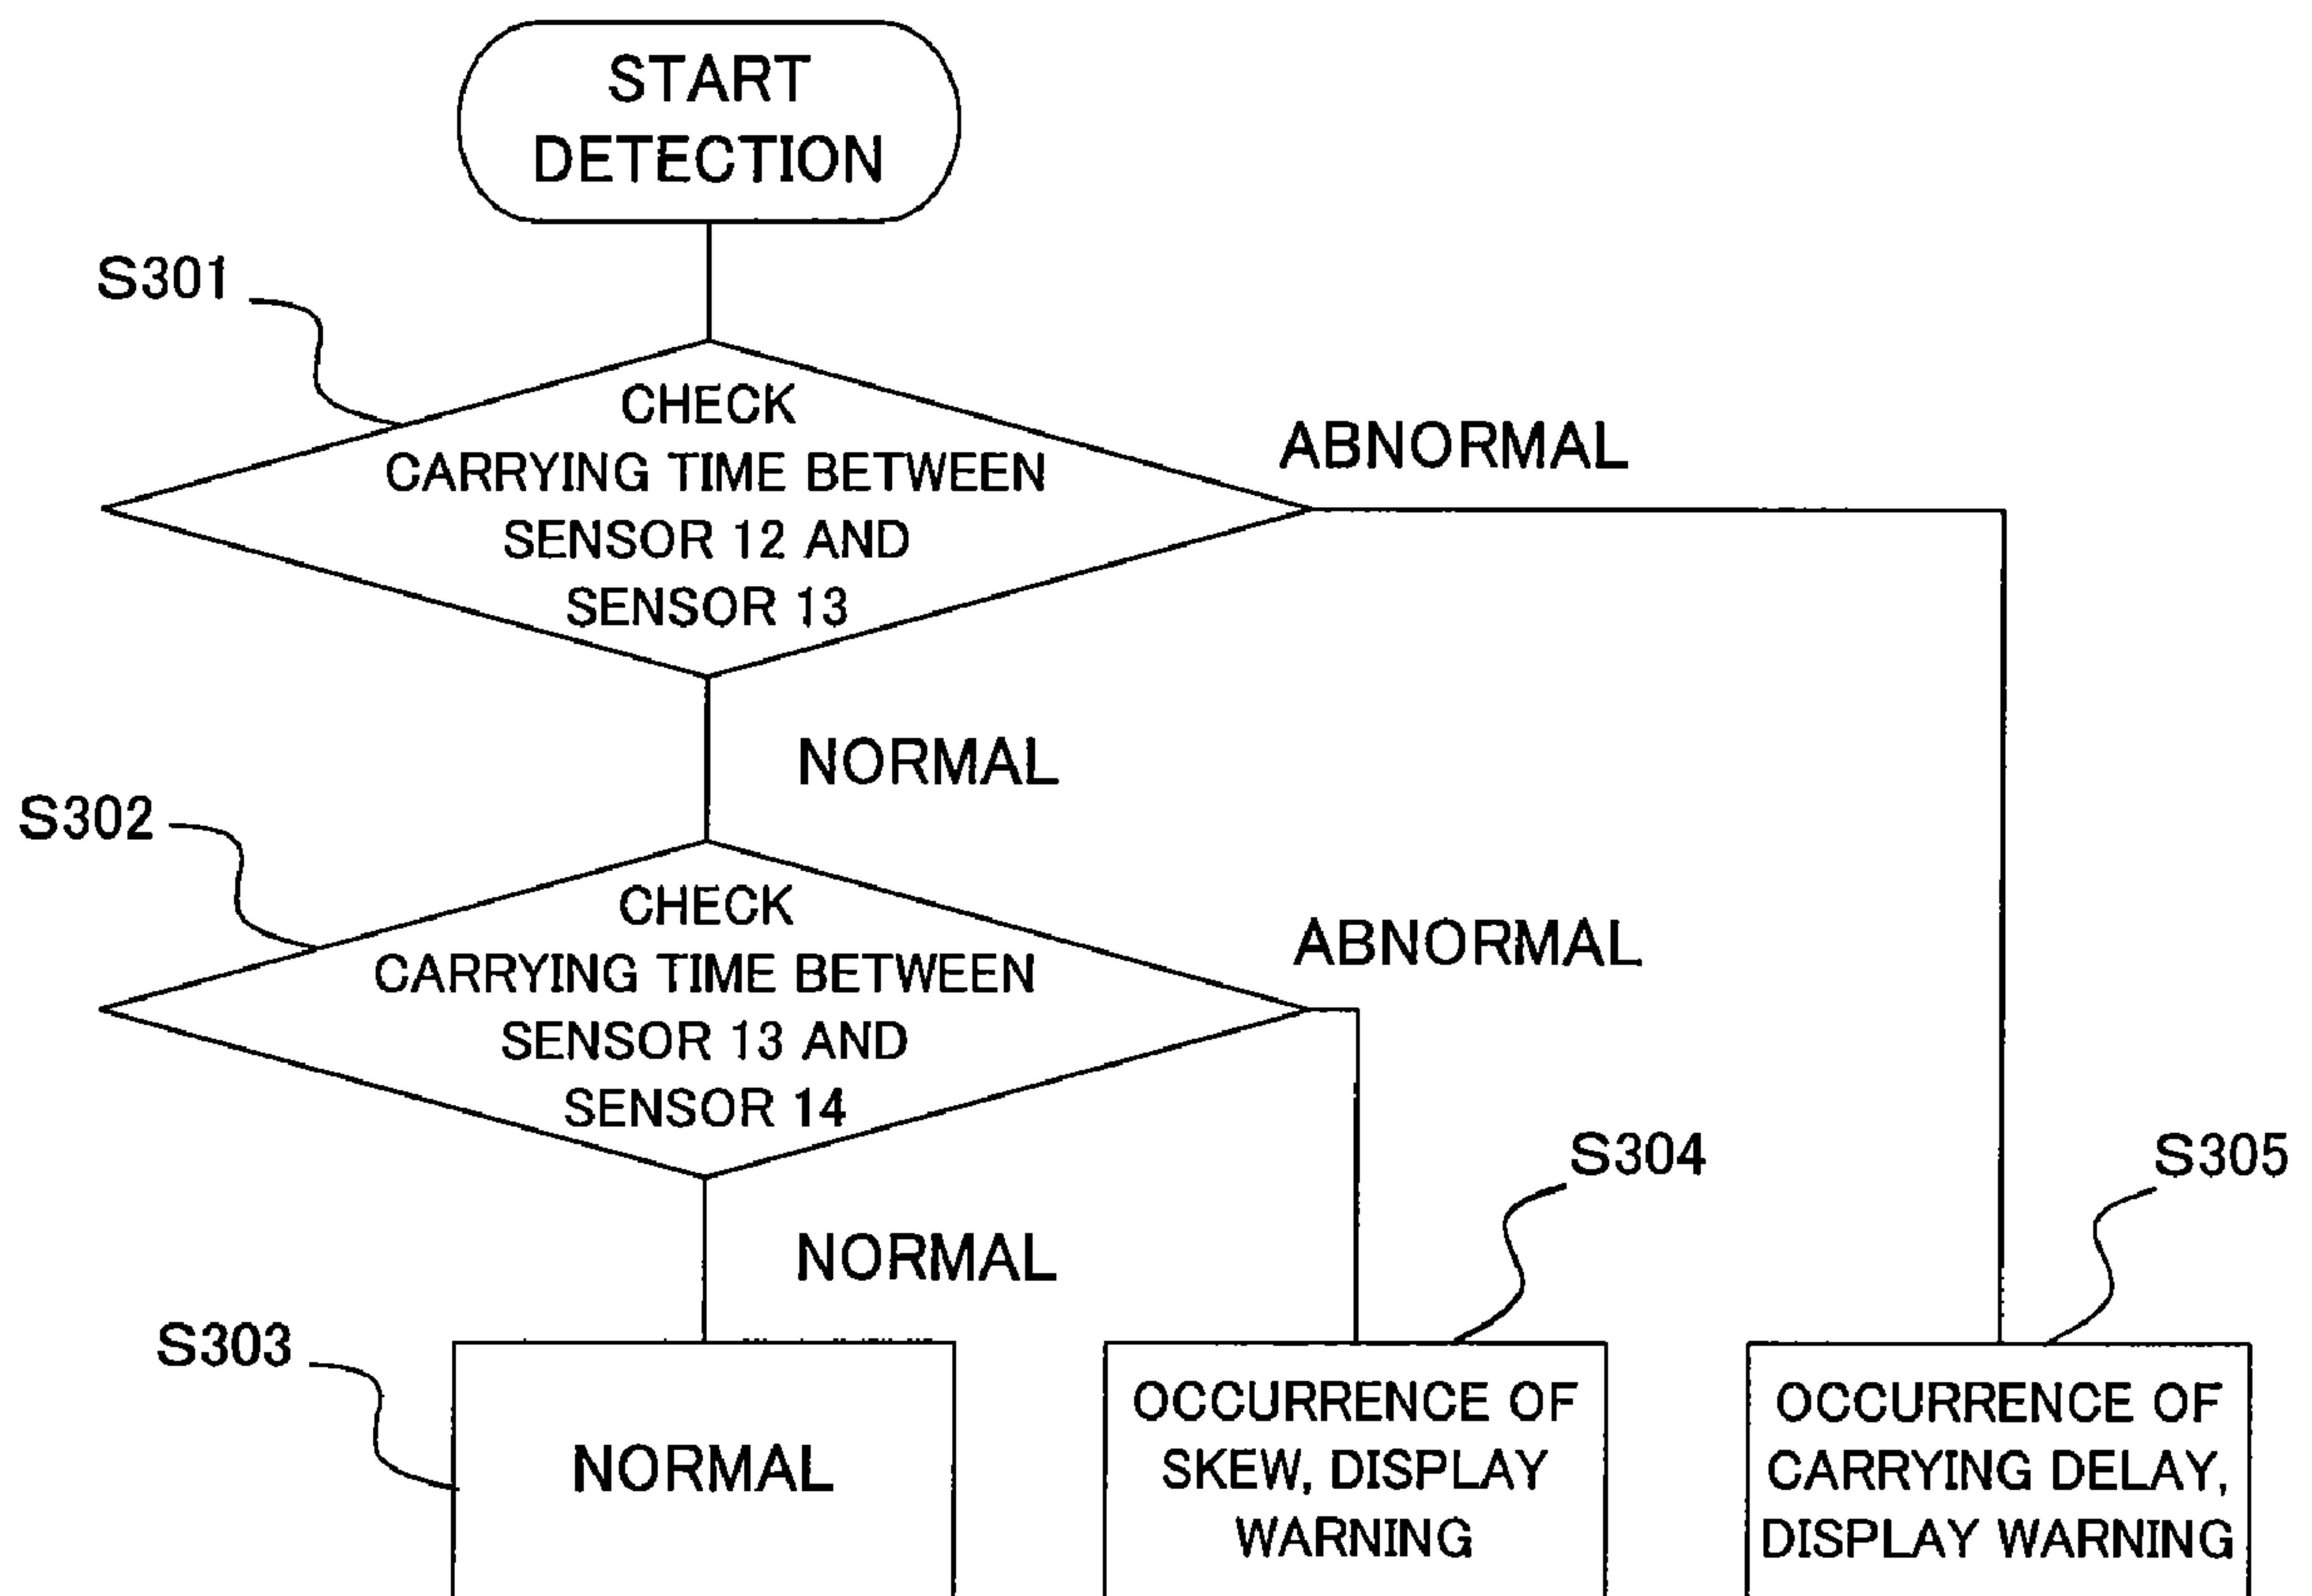 START
DETECTION
S301
CHECK
CARRYING TIME BETWEEN
SENSOR 12 AND
SENSOR 13
ABNORMAL
NORMAL
S302
CHECK
CARRYING TIME BETWEEN
SENSOR 13 AND
SENSOR 14
ABNORMAL
NORMAL
S303
NORMAL
S304
OCCURRENCE OF
SKEW, DISPLAY
WARNING
S305
OCCURRENCE OF
CARRYING DELAY,
DISPLAY WARNING